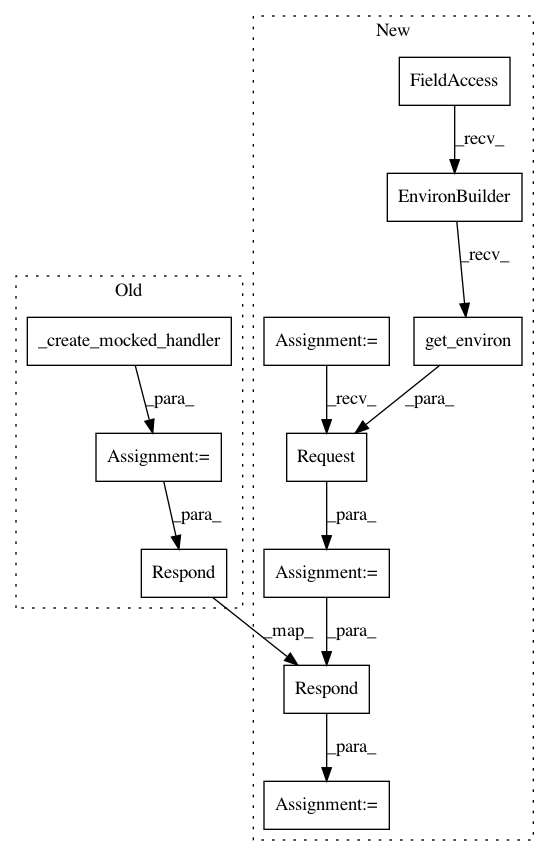 New
FieldAccess
_recv_
EnvironBuilder
_recv_
Old
_create_mocked_handler
Assignment:=
get_environ
_para_
_recv_
_para_
Assignment:=
Request
_para_
_para_
Respond
Assignment:=
_map_
_para_
Respond
_para_
Assignment:=